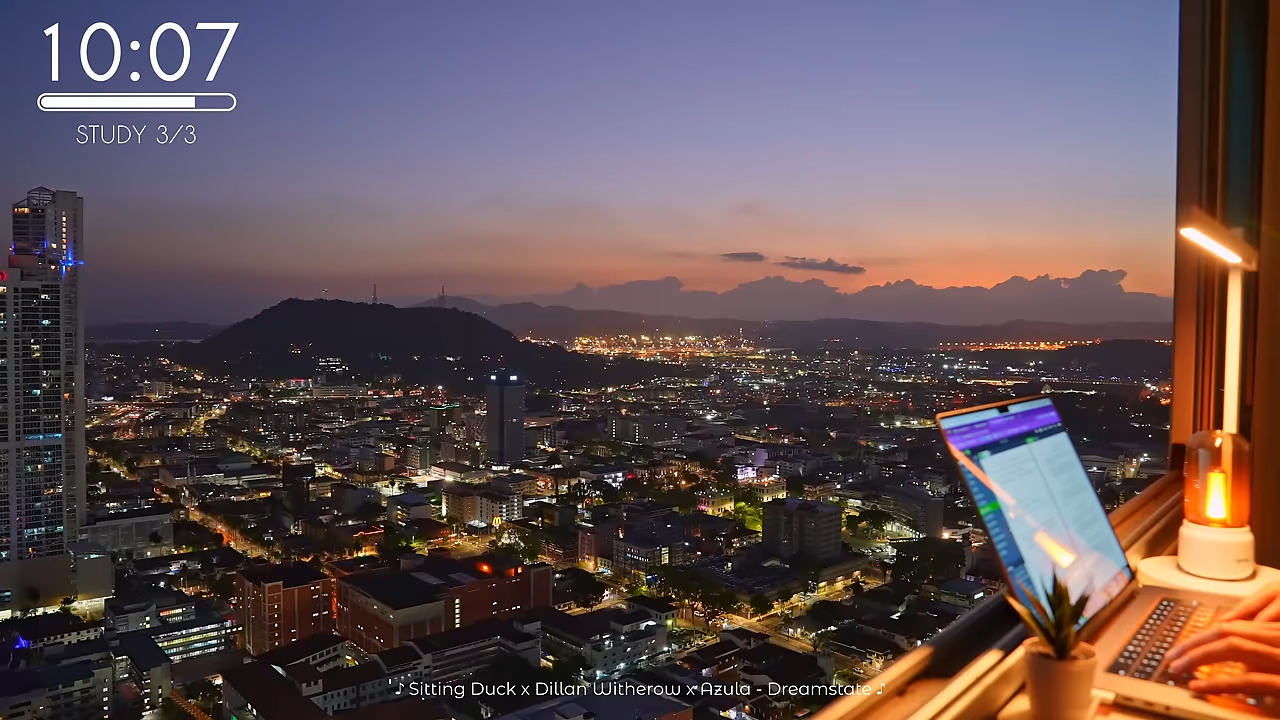 10:07
STUDY 3/3
♪ Sitting Duck x Dillan Witherow x Azula - Dreamstate ♪